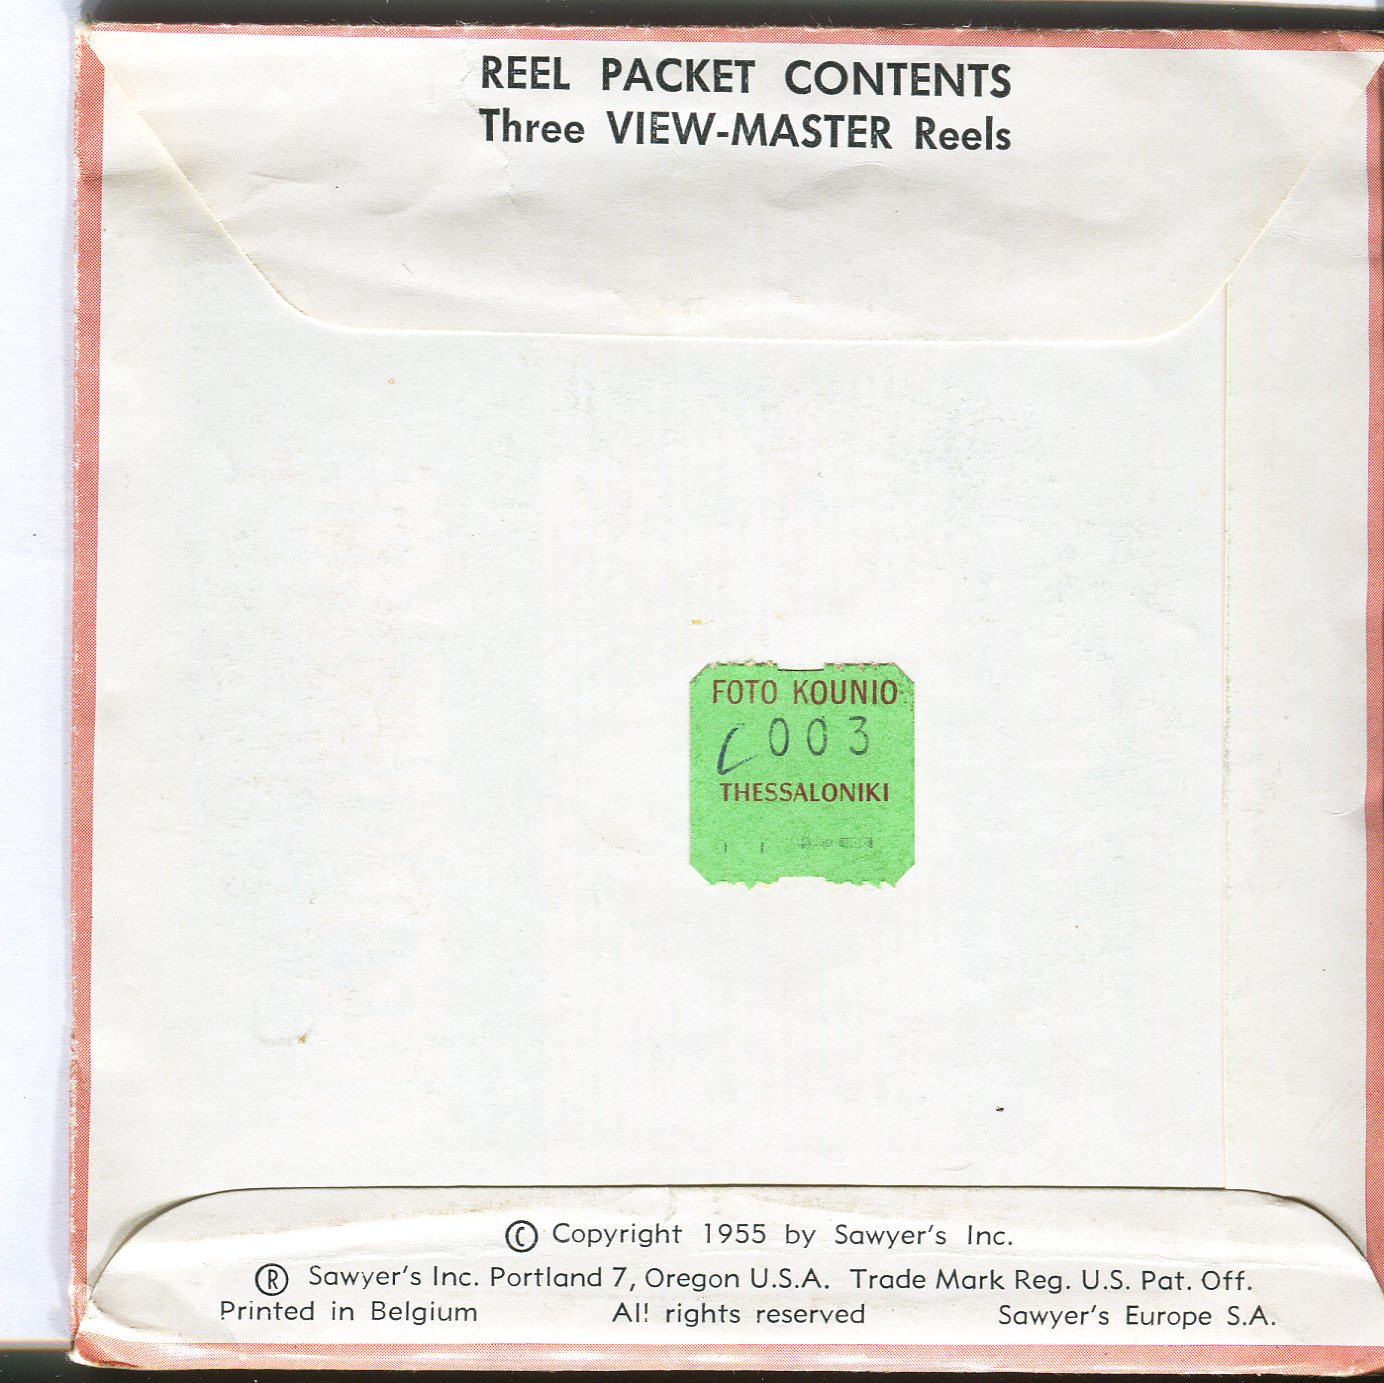 REEL PACKET CONTENTS
Three VIEW-MASTER Reels
FOTO KOUNIO
003
THESSALONIKI
© Copyright 1955 by Sawyer's Inc.
® Sawyer's Inc. Portland 7, Oregon U.S.A. Trade Mark Reg. U.S. Pat. Off.
Printed in Belgium All rights reserved Sawyer's Europe S.A.